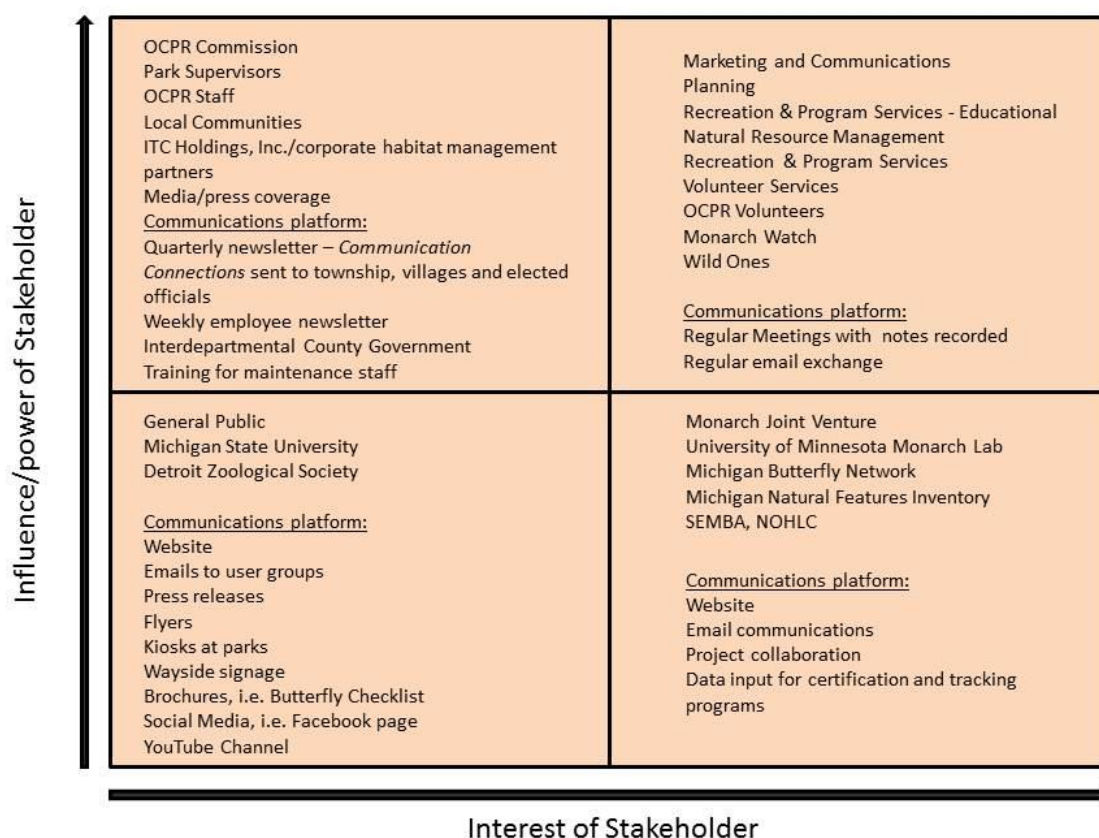 Influence/power of Stakeholder
OCPR Commission
Park Supervisors
OCPR Staff
Local Communities
ITC Holdings, Inc./corporate habitat management
partners
Media/press coverage
Communications platform:
Quarterly newsletter – Communication
Connections sent to township, villages and elected
officials
Weekly employee newsletter
Interdepartmental County Government
Training for maintenance staff
Marketing and Communications
Planning
Recreation & Program Services - Educational
Natural Resource Management
Recreation & Program Services
Volunteer Services
OCPR Volunteers
Monarch Watch
Wild Ones
Communications platform:
Regular Meetings with notes recorded
Regular email exchange
General Public
Michigan State University
Detroit Zoological Society
Communications platform:
Website
Emails to user groups
Press releases
Flyers
Kiosks at parks
Wayside signage
Brochures, i.e. Butterfly Checklist
Social Media, i.e. Facebook page
YouTube Channel
Monarch Joint Venture
University of Minnesota Monarch Lab
Michigan Butterfly Network
Michigan Natural Features Inventory
SEMBA, NOHLC
Communications platform:
Website
Email communications
Project collaboration
Data input for certification and tracking
programs
Interest of Stakeholder